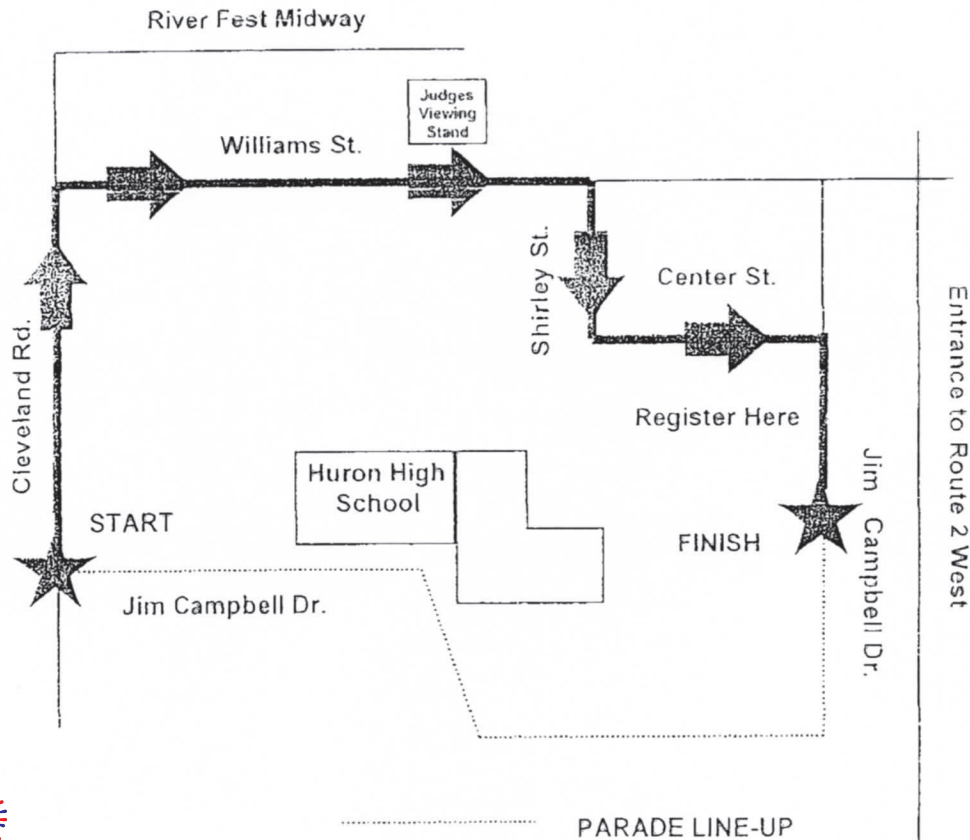 River Fest Midway
Judges
Viewing
Stand
Williams St.
Shirley St.
Center St.
Cleveland Rd.
Entrance to Route 2 West
Register Here
Huron High
School
Jim Campbell Dr.
START
FINISH
Jim Campbell Dr.
PARADE LINE-UP